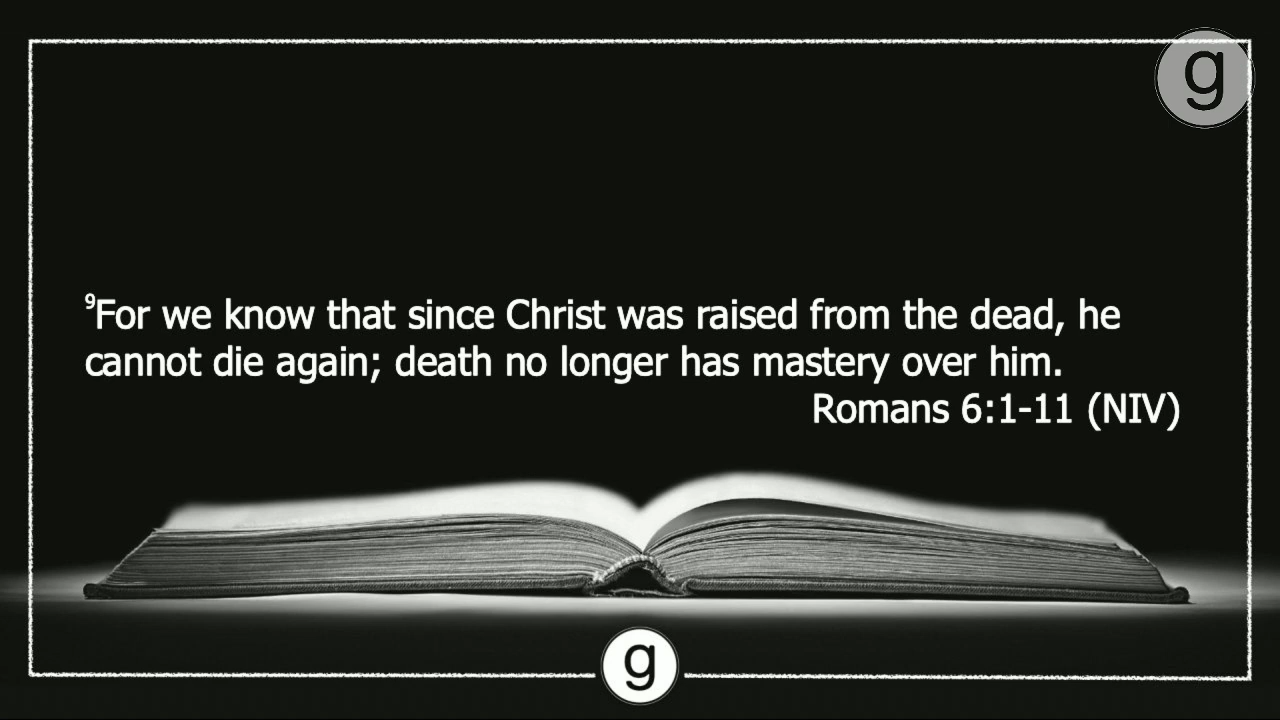 g
⁹For we know that since Christ was raised from the dead, he
cannot die again; death no longer has mastery over him.
Romans 6:1-11 (NIV)
g